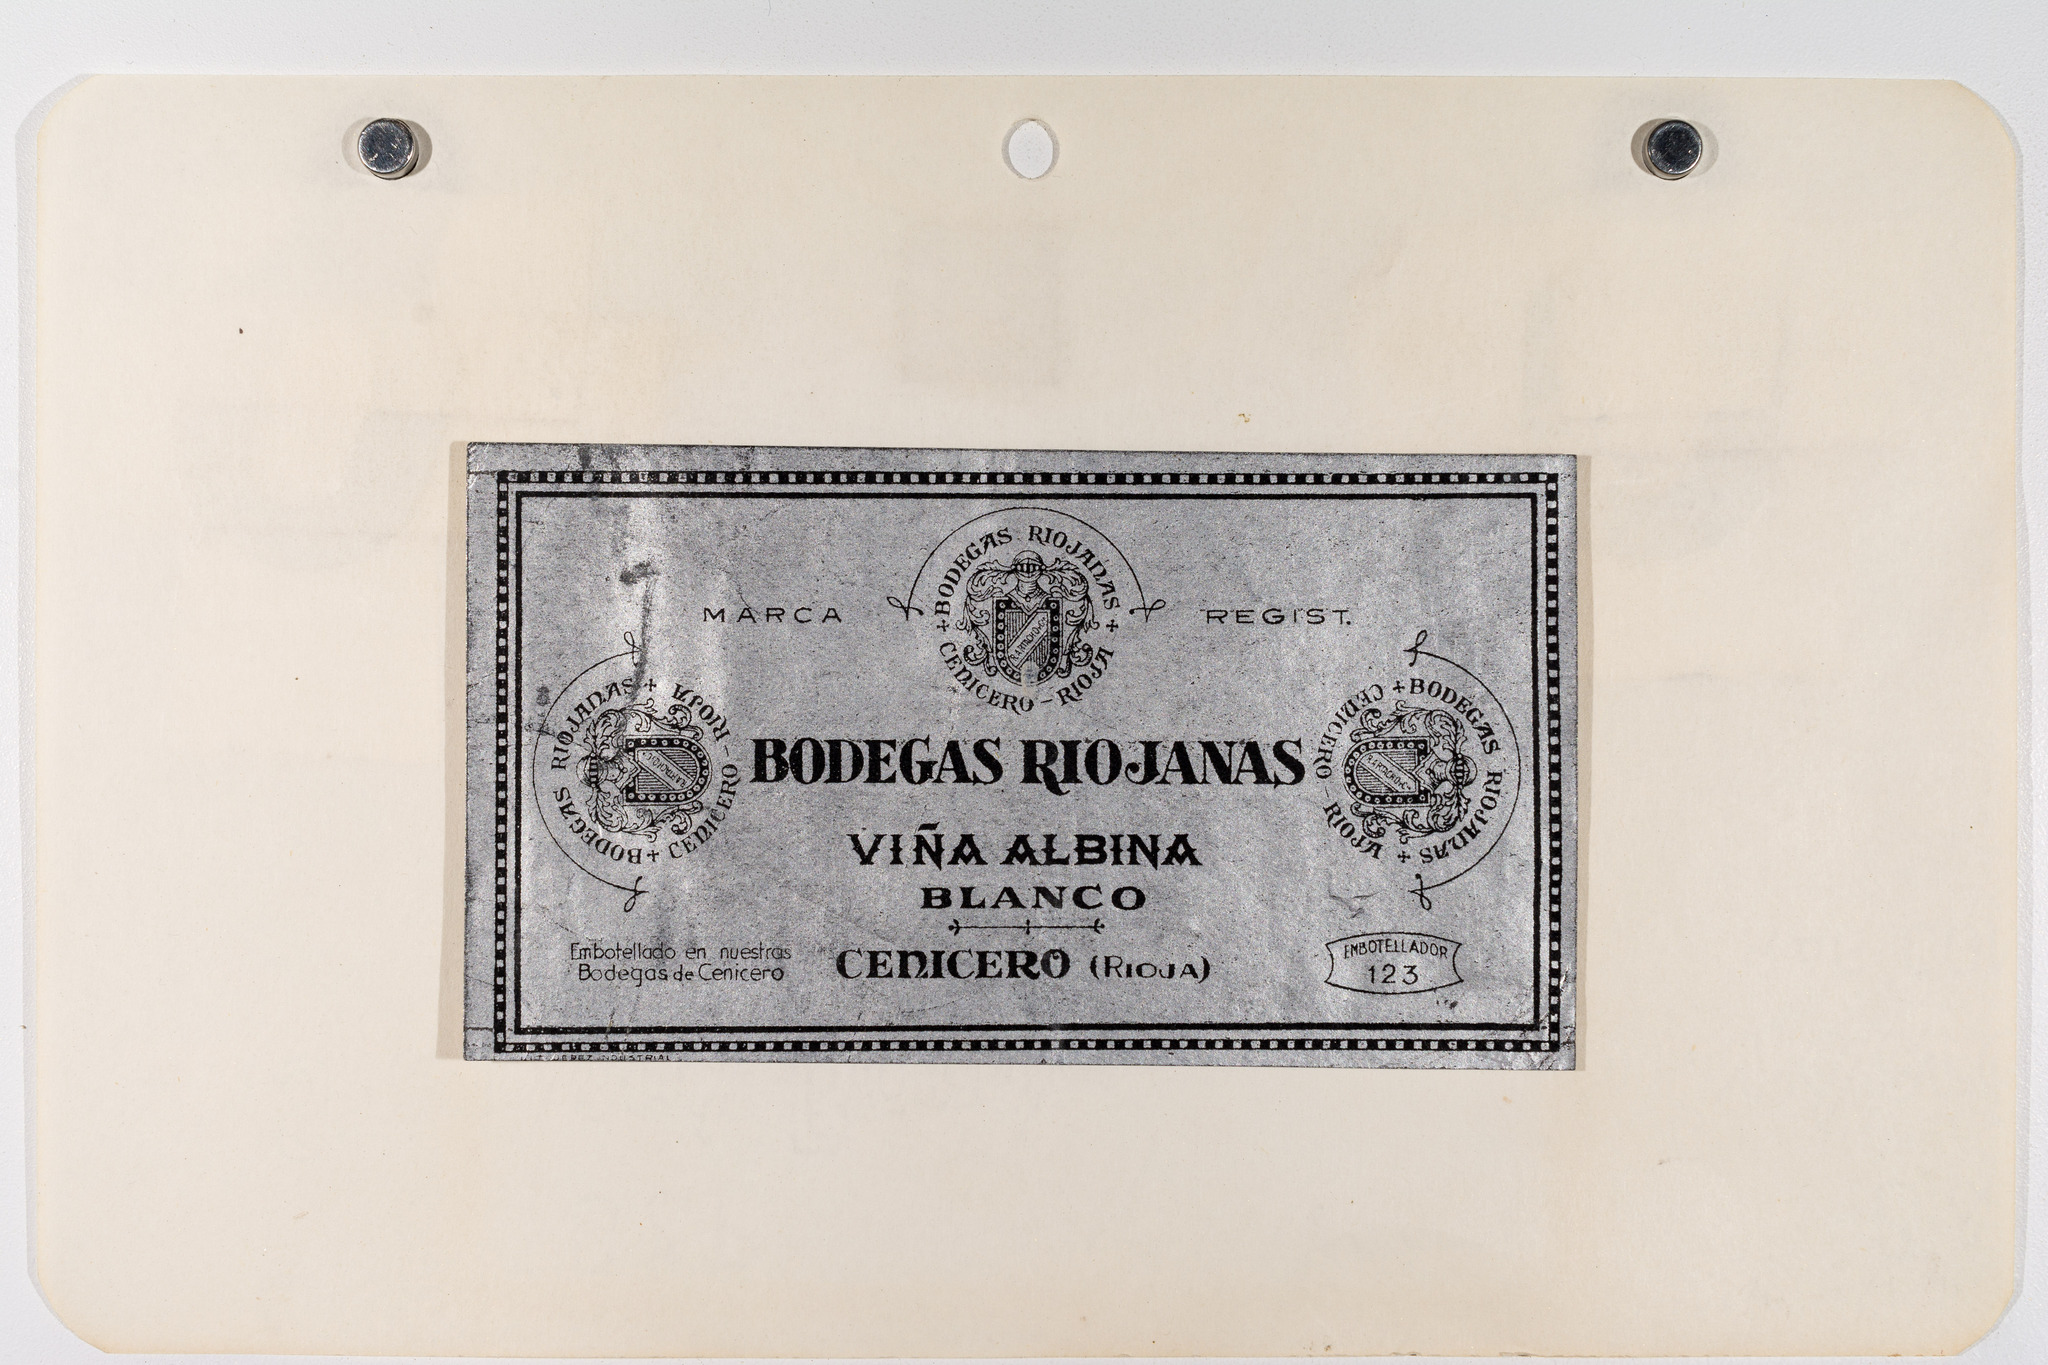 BODEGAS RIOJANAS
CENICERO - RIOJA
MARCA REGIST.
BODEGAS RIOJANAS
CENICERO - RIOJA
BODEGAS RIOJANAS
CENICERO - RIOJA
BODEGAS RIOJANAS
VIÑA ALBINA
BLANCO
CENICERO (RIOJA)
Embotellado en nuestras
Bodegas de Cenicero
EMBOTELLADOR
123
JEREZ INDUSTRIAL